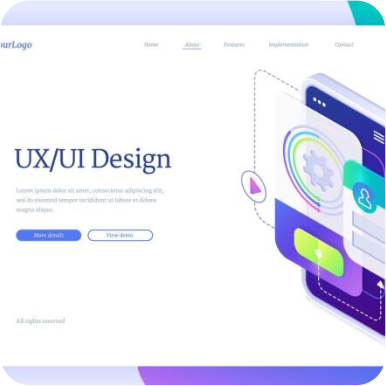 ourLogo
Home About Features Implementation Contact
UX/UI Design
Lorem ipsum dolor sit amet, consectetur adipiscing elit,
sed do eiusmod tempor incididunt ut labore et dolore
magna aliqua
More details View demo
All rights reserved